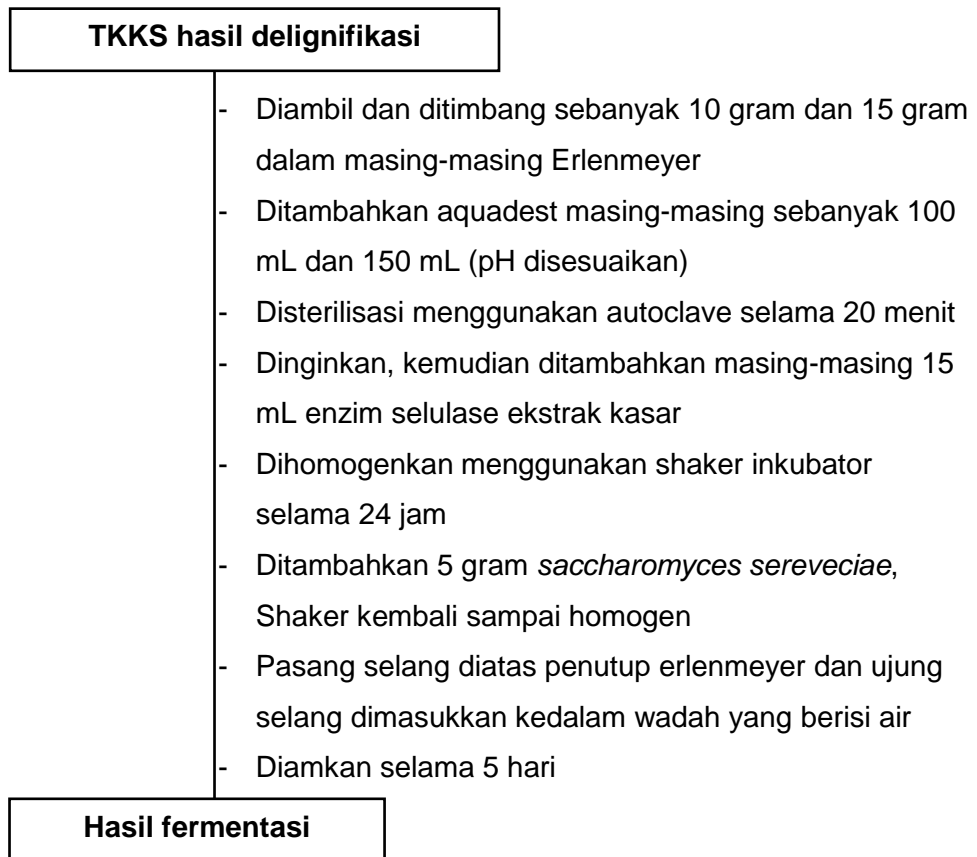 TKKS hasil delignifikasi
- Diambil dan ditimbang sebanyak 10 gram dan 15 gram
dalam masing-masing Erlenmeyer
- Ditambahkan aquadest masing-masing sebanyak 100
mL dan 150 mL (pH disesuaikan)
- Disterilisasi menggunakan autoclave selama 20 menit
- Dinginkan, kemudian ditambahkan masing-masing 15
mL enzim selulase ekstrak kasar
- Dihomogenkan menggunakan shaker inkubator
selama 24 jam
- Ditambahkan 5 gram saccharomyces sereveciae,
Shaker kembali sampai homogen
- Pasang selang diatas penutup erlenmeyer dan ujung
selang dimasukkan kedalam wadah yang berisi air
- Diamkan selama 5 hari
Hasil fermentasi